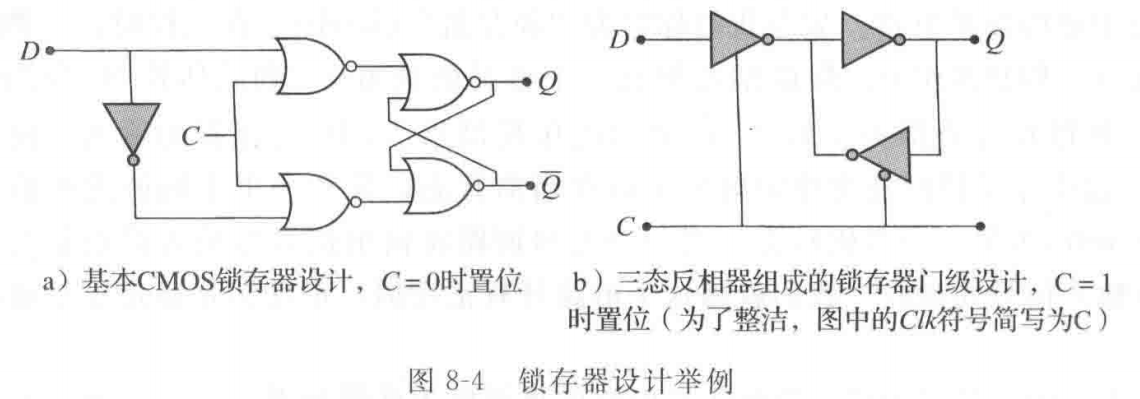 D
C
Q
Q̅
D
Q
C
a）基本CMOS锁存器设计，C=0时置位
b）三态反相器组成的锁存器门级设计，C=1
时置位（为了整洁，图中的Clk符号简写为C）
图 8-4 锁存器设计举例